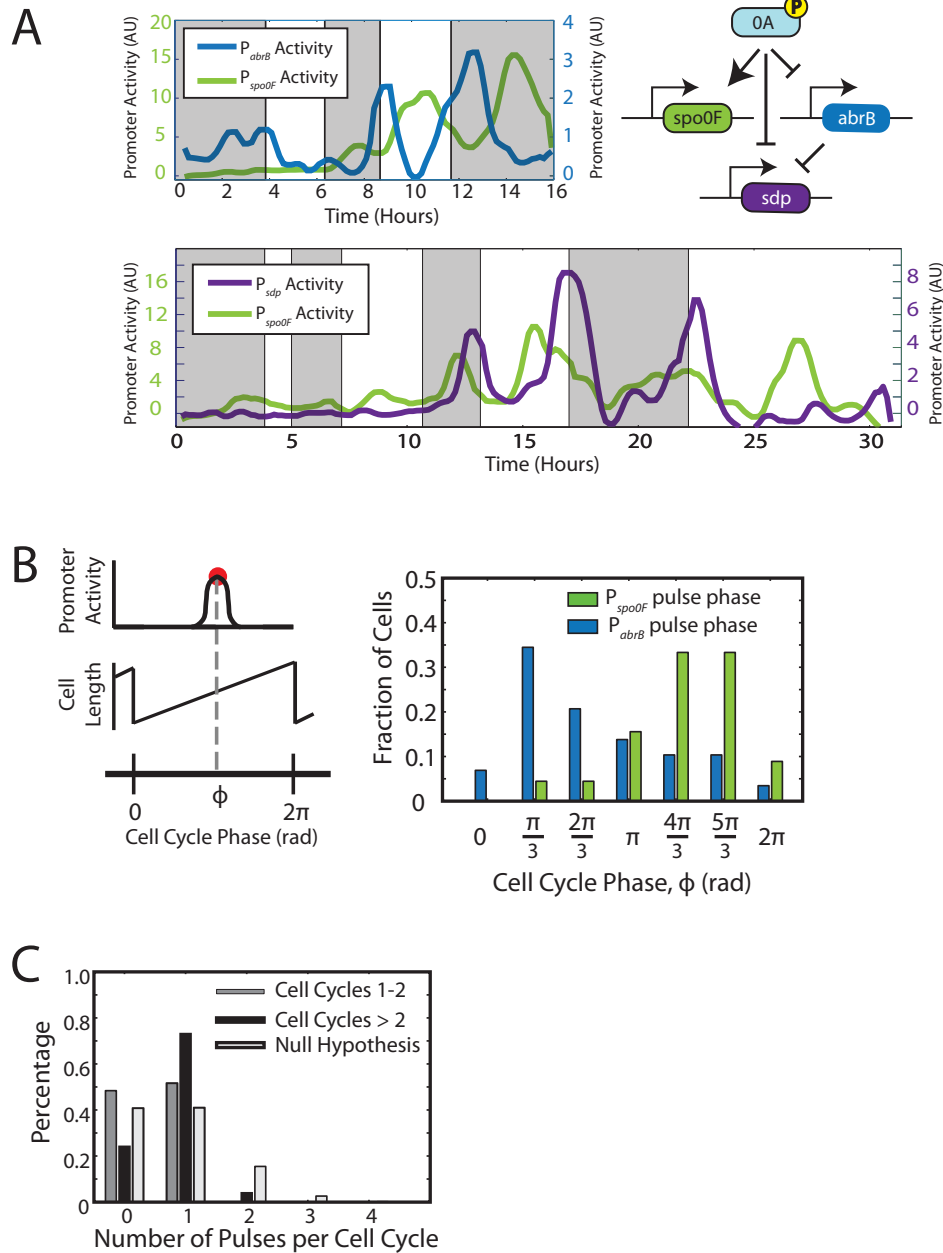 A
Promoter Activity (AU)
20
15
10
5
0
P_abrB Activity
P_spo0F Activity
4
3
2
1
0
Promoter Activity (AU)
0 2 4 6 8 10 12 14 16
Time (Hours)
0A
P
spo0F
abrB
sdp
Promoter Activity (AU)
16
12
8
4
0
P_sdp Activity
P_spo0F Activity
8
6
4
2
0
Promoter Activity (AU)
0 5 10 15 20 25 30
Time (Hours)
B
Promoter
Activity
Cell
Length
0 ϕ 2π
Cell Cycle Phase (rad)
Fraction of Cells
0.5
0.4
0.3
0.2
0.1
0
P_spo0F pulse phase
P_abrB pulse phase
0 π/3 2π/3 π 4π/3 5π/3 2π
Cell Cycle Phase, ϕ (rad)
C
Percentage
1.0
0.8
0.6
0.4
0.2
0
Cell Cycles 1-2
Cell Cycles > 2
Null Hypothesis
0 1 2 3 4
Number of Pulses per Cell Cycle